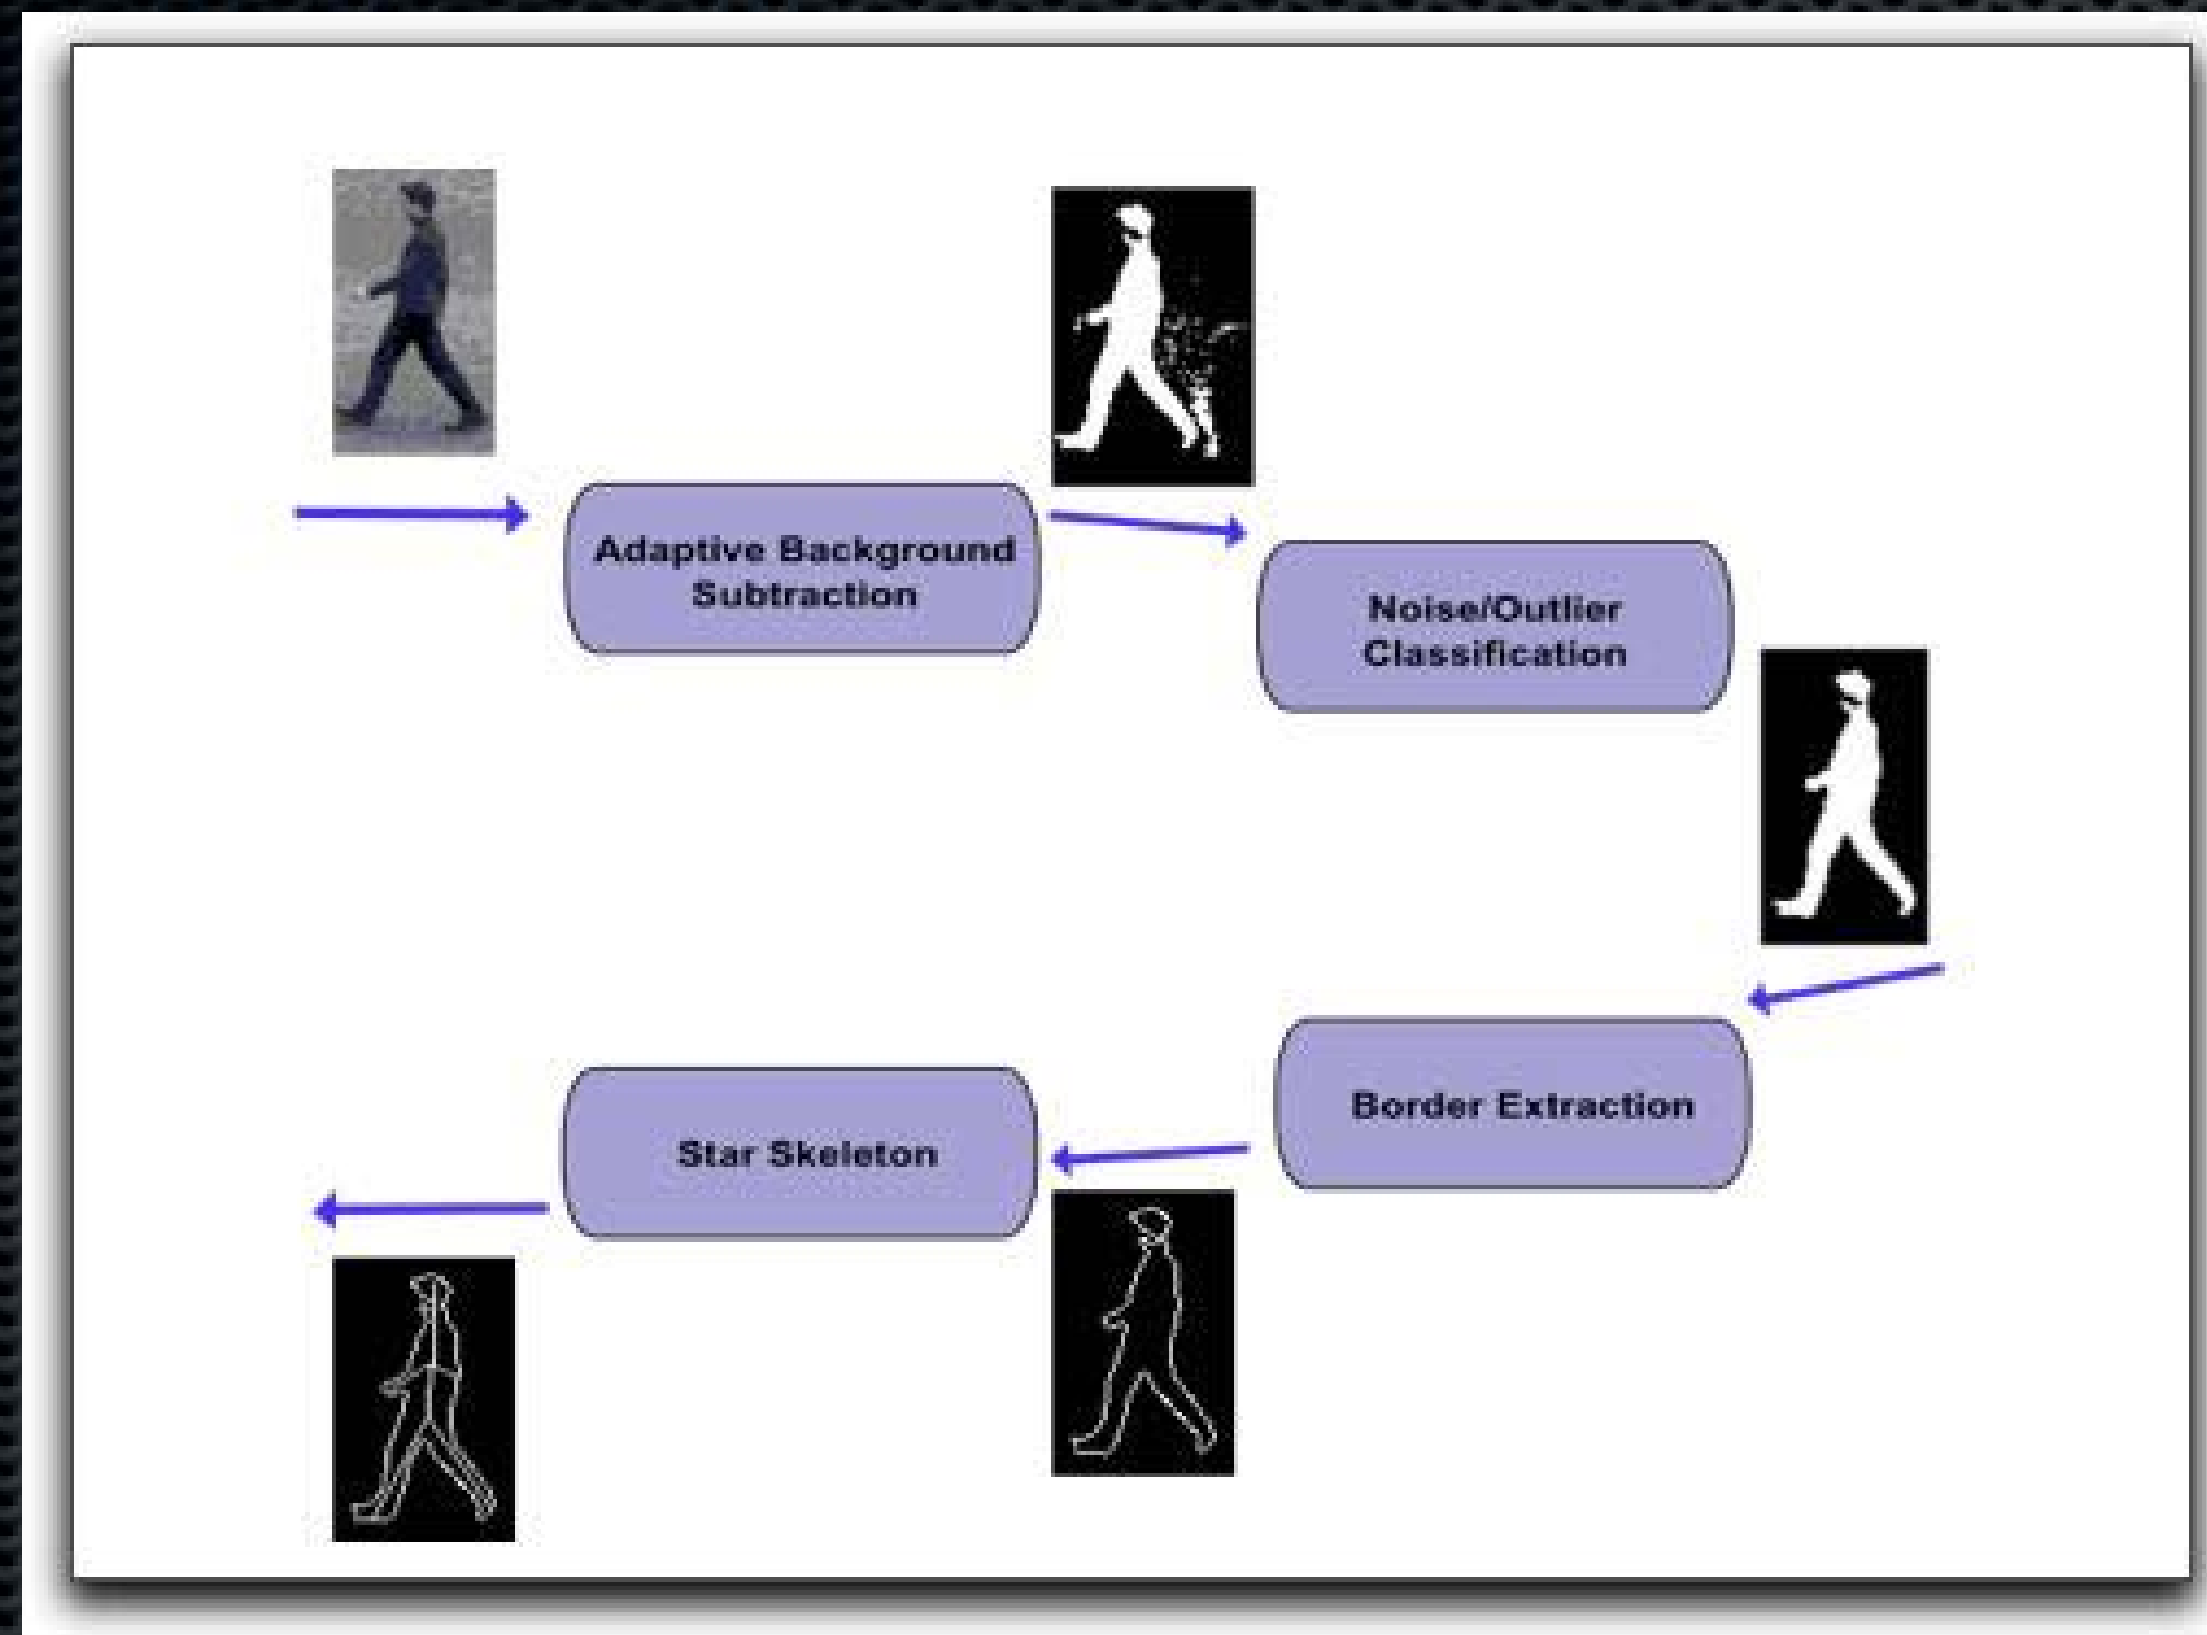 Adaptive Background
Subtraction
Noise/Outlier
Classification
Border Extraction
Star Skeleton